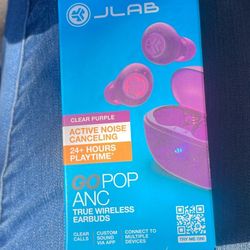 JLAB
CLEAR PURPLE
ACTIVE NOISE
CANCELING
24+ HOURS
PLAYTIME*
GO POP
ANC
TRUE WIRELESS
EARBUDS
CLEAR
CALLS
CUSTOM
SOUND
VIA APP
CONNECT TO
MULTIPLE
DEVICES